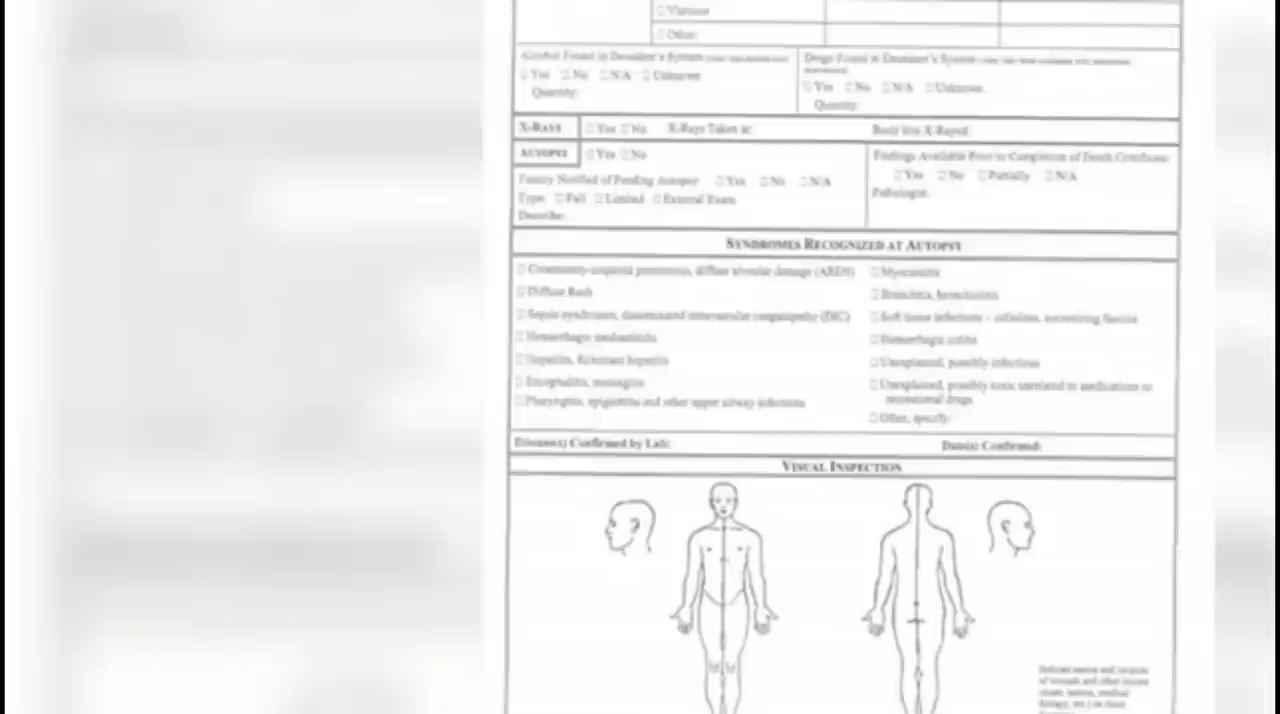 Vitreous
Other:
Alcohol Found in Decedent's System
Yes No N/A Unknown
Quantity:
Drugs Found in Decedent's System
Yes No N/A Unknown
Quantity:
X-RAYS Yes No X-Rays Taken at: Body Was X-Rayed:
AUTOPSY Yes No
Family Notified of Pending Autopsy Yes No N/A
Type: Full Limited External Exam
Describe:
Findings Available Prior to Completion of Death Certificate:
Yes No Partially N/A
Pathologist:
SYNDROMES RECOGNIZED AT AUTOPSY
Community-acquired pneumonia, diffuse alveolar damage (ARDS)
Diffuse Rash
Sepsis syndromes, disseminated intravascular coagulopathy (DIC)
Hemorrhagic mediastinitis
Hepatitis, fulminant hepatitis
Encephalitis, meningitis
Pharyngitis, epiglottitis and other upper airway infections
Myocarditis
Bronchitis, bronchiolitis
Soft tissue infections – cellulitis, necrotizing fasciitis
Hemorrhagic colitis
Unexplained, possibly infectious
Unexplained, possibly toxic unrelated to medications or
recreational drugs
Other, specify:
Disease(s) Confirmed by Lab: Date(s) Confirmed:
VISUAL INSPECTION